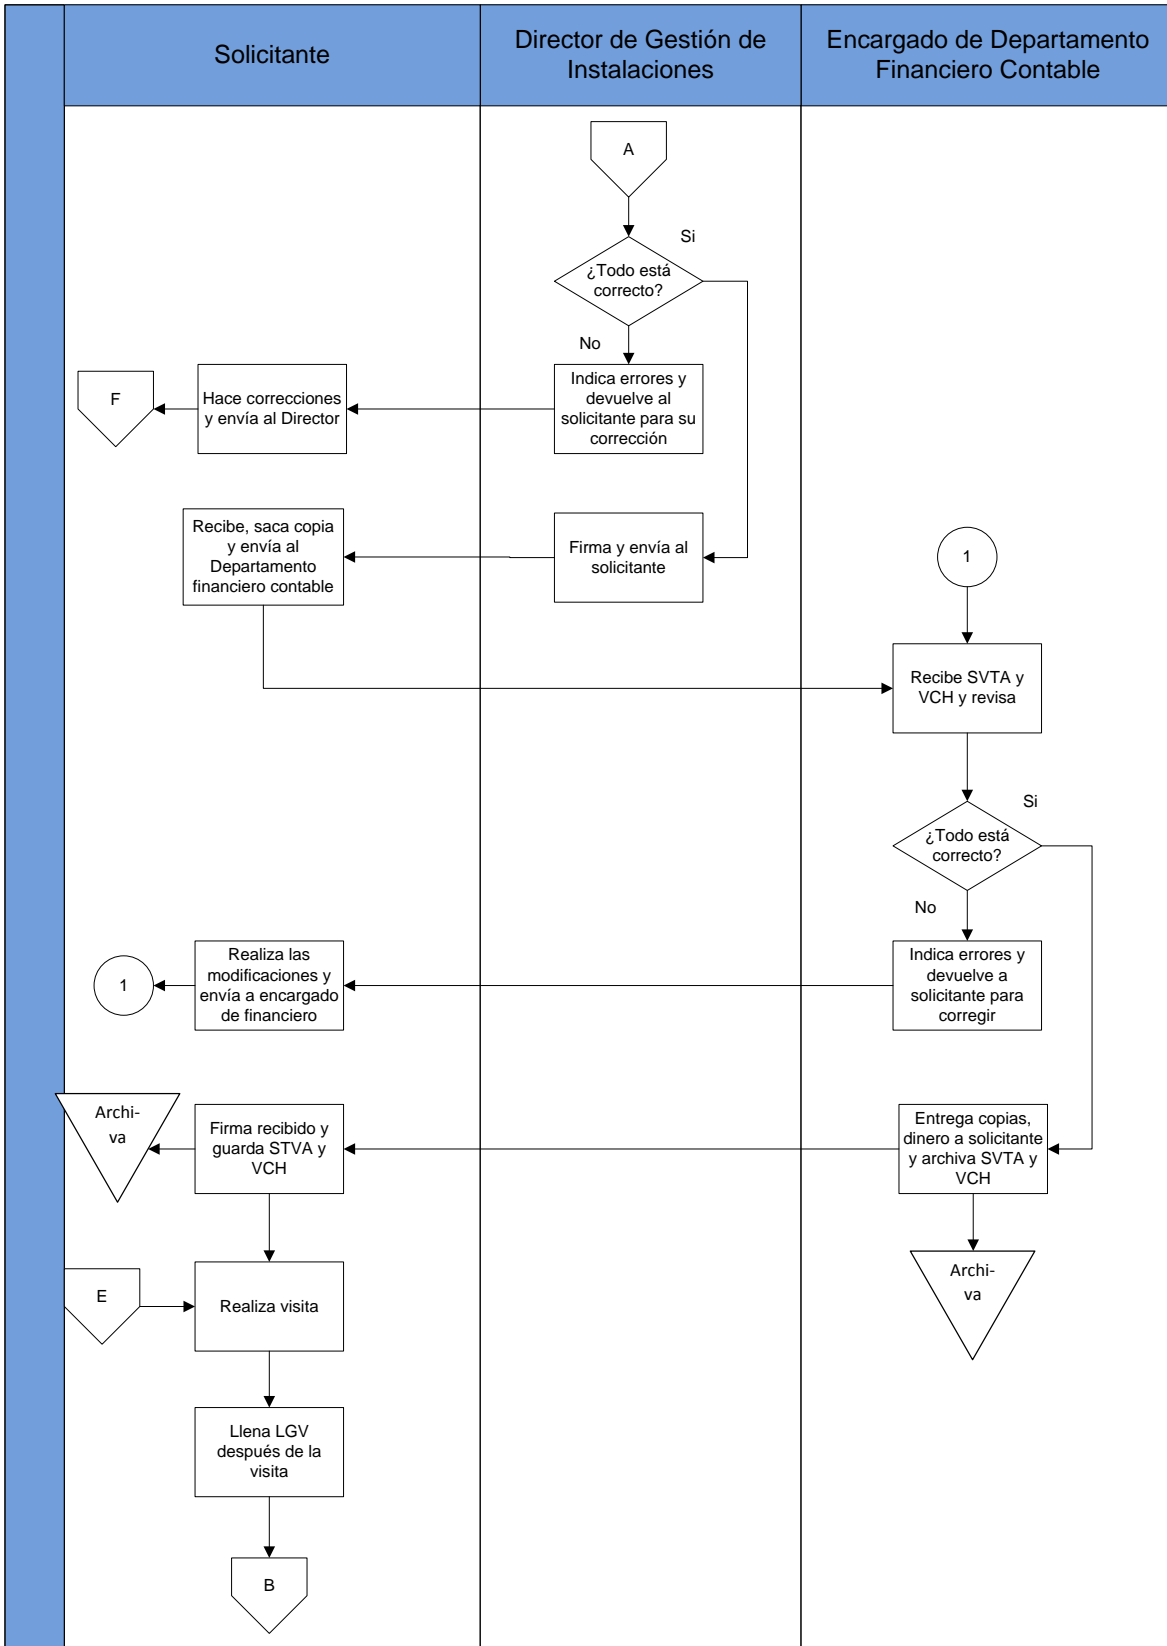 Solicitante
Director de Gestión de
Instalaciones
Encargado de Departamento
Financiero Contable
A
Si
¿Todo está
correcto?
No
F
Hace correcciones
y envía al Director
Indica errores y
devuelve al
solicitante para su
corrección
Recibe, saca copia
y envía al
Departamento
financiero contable
Firma y envía al
solicitante
1
Recibe SVTA y
VCH y revisa
Si
¿Todo está
correcto?
No
1
Realiza las
modificaciones y
envía a encargado
de financiero
Indica errores y
devuelve a
solicitante para
corregir
Archi-
va
Firma recibido y
guarda STVA y
VCH
Entrega copias,
dinero a solicitante
y archiva SVTA y
VCH
E
Realiza visita
Archi-
va
Llena LGV
después de la
visita
B